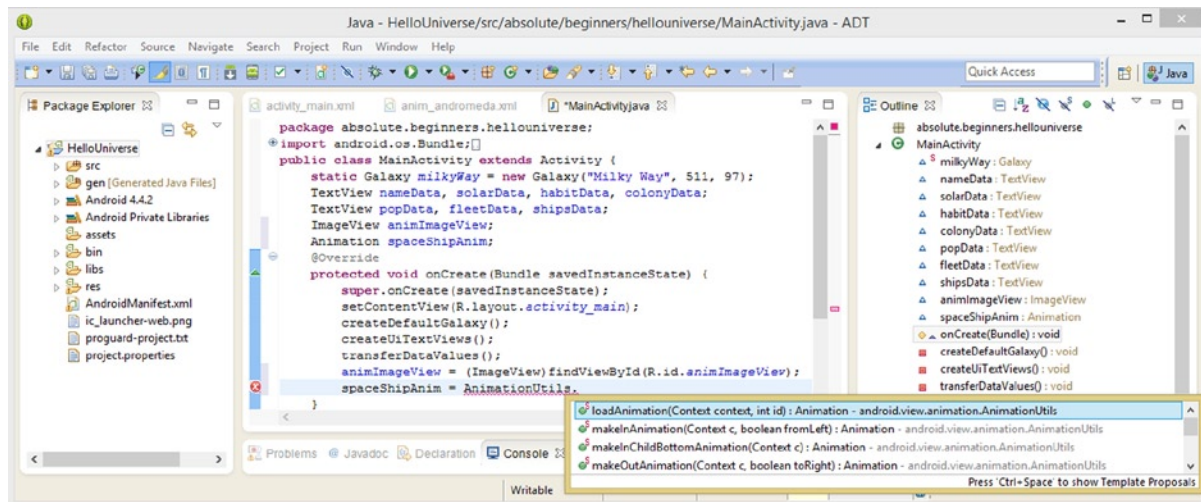 Java - HelloUniverse/src/absolute/beginners/hellouniverse/MainActivity.java - ADT
File Edit Refactor Source Navigate Search Project Run Window Help
Quick Access
Java
Package Explorer
HelloUniverse
src
gen [Generated Java Files]
Android 4.4.2
Android Private Libraries
assets
bin
libs
res
AndroidManifest.xml
ic_launcher-web.png
proguard-project.txt
project.properties
activity_main.xml anim_andromeda.xml *MainActivity.java
package absolute.beginners.hellouniverse;
import android.os.Bundle;
public class MainActivity extends Activity {
static Galaxy milkyWay = new Galaxy("Milky Way", 511, 97);
TextView nameData, solarData, habitData, colonyData;
TextView popData, fleetData, shipsData;
ImageView animImageView;
Animation spaceShipAnim;
@Override
protected void onCreate(Bundle savedInstanceState) {
super.onCreate(savedInstanceState);
setContentView(R.layout.activity_main);
createDefaultGalaxy();
createUiTextViews();
transferDataValues();
animImageView = (ImageView)findViewById(R.id.animImageView);
spaceShipAnim = AnimationUtils.
}
loadAnimation(Context context, int id) : Animation - android.view.animation.AnimationUtils
makeInAnimation(Context c, boolean fromLeft) : Animation - android.view.animation.AnimationUtils
makeInChildBottomAnimation(Context c) : Animation - android.view.animation.AnimationUtils
makeOutAnimation(Context c, boolean toRight) : Animation - android.view.animation.AnimationUtils
Press 'Ctrl+Space' to show Template Proposals
Outline
absolute.beginners.hellouniverse
MainActivity
milkyWay : Galaxy
nameData : TextView
solarData : TextView
habitData : TextView
colonyData : TextView
popData : TextView
fleetData : TextView
shipsData : TextView
animImageView : ImageView
spaceShipAnim : Animation
onCreate(Bundle) : void
createDefaultGalaxy() : void
createUiTextViews() : void
transferDataValues() : void
Problems @ Javadoc Declaration Console
Writable